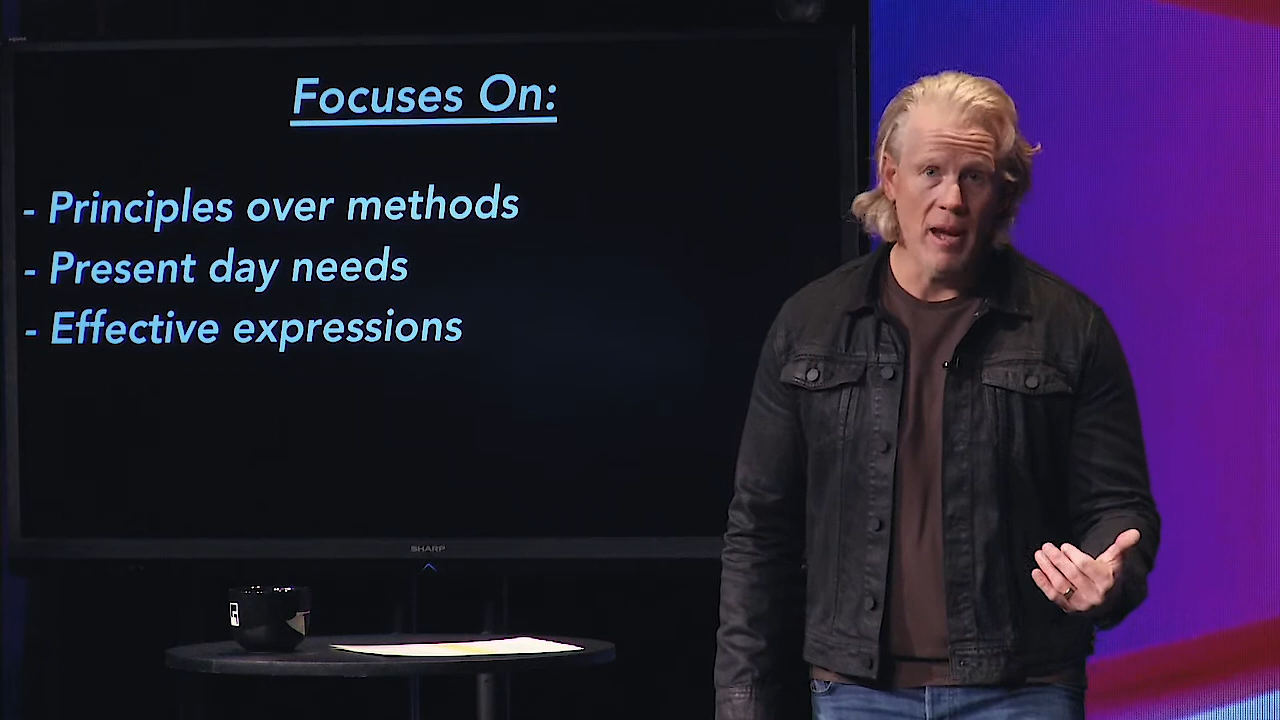 Focuses On:
- Principles over methods
- Present day needs
- Effective expressions
SHARP